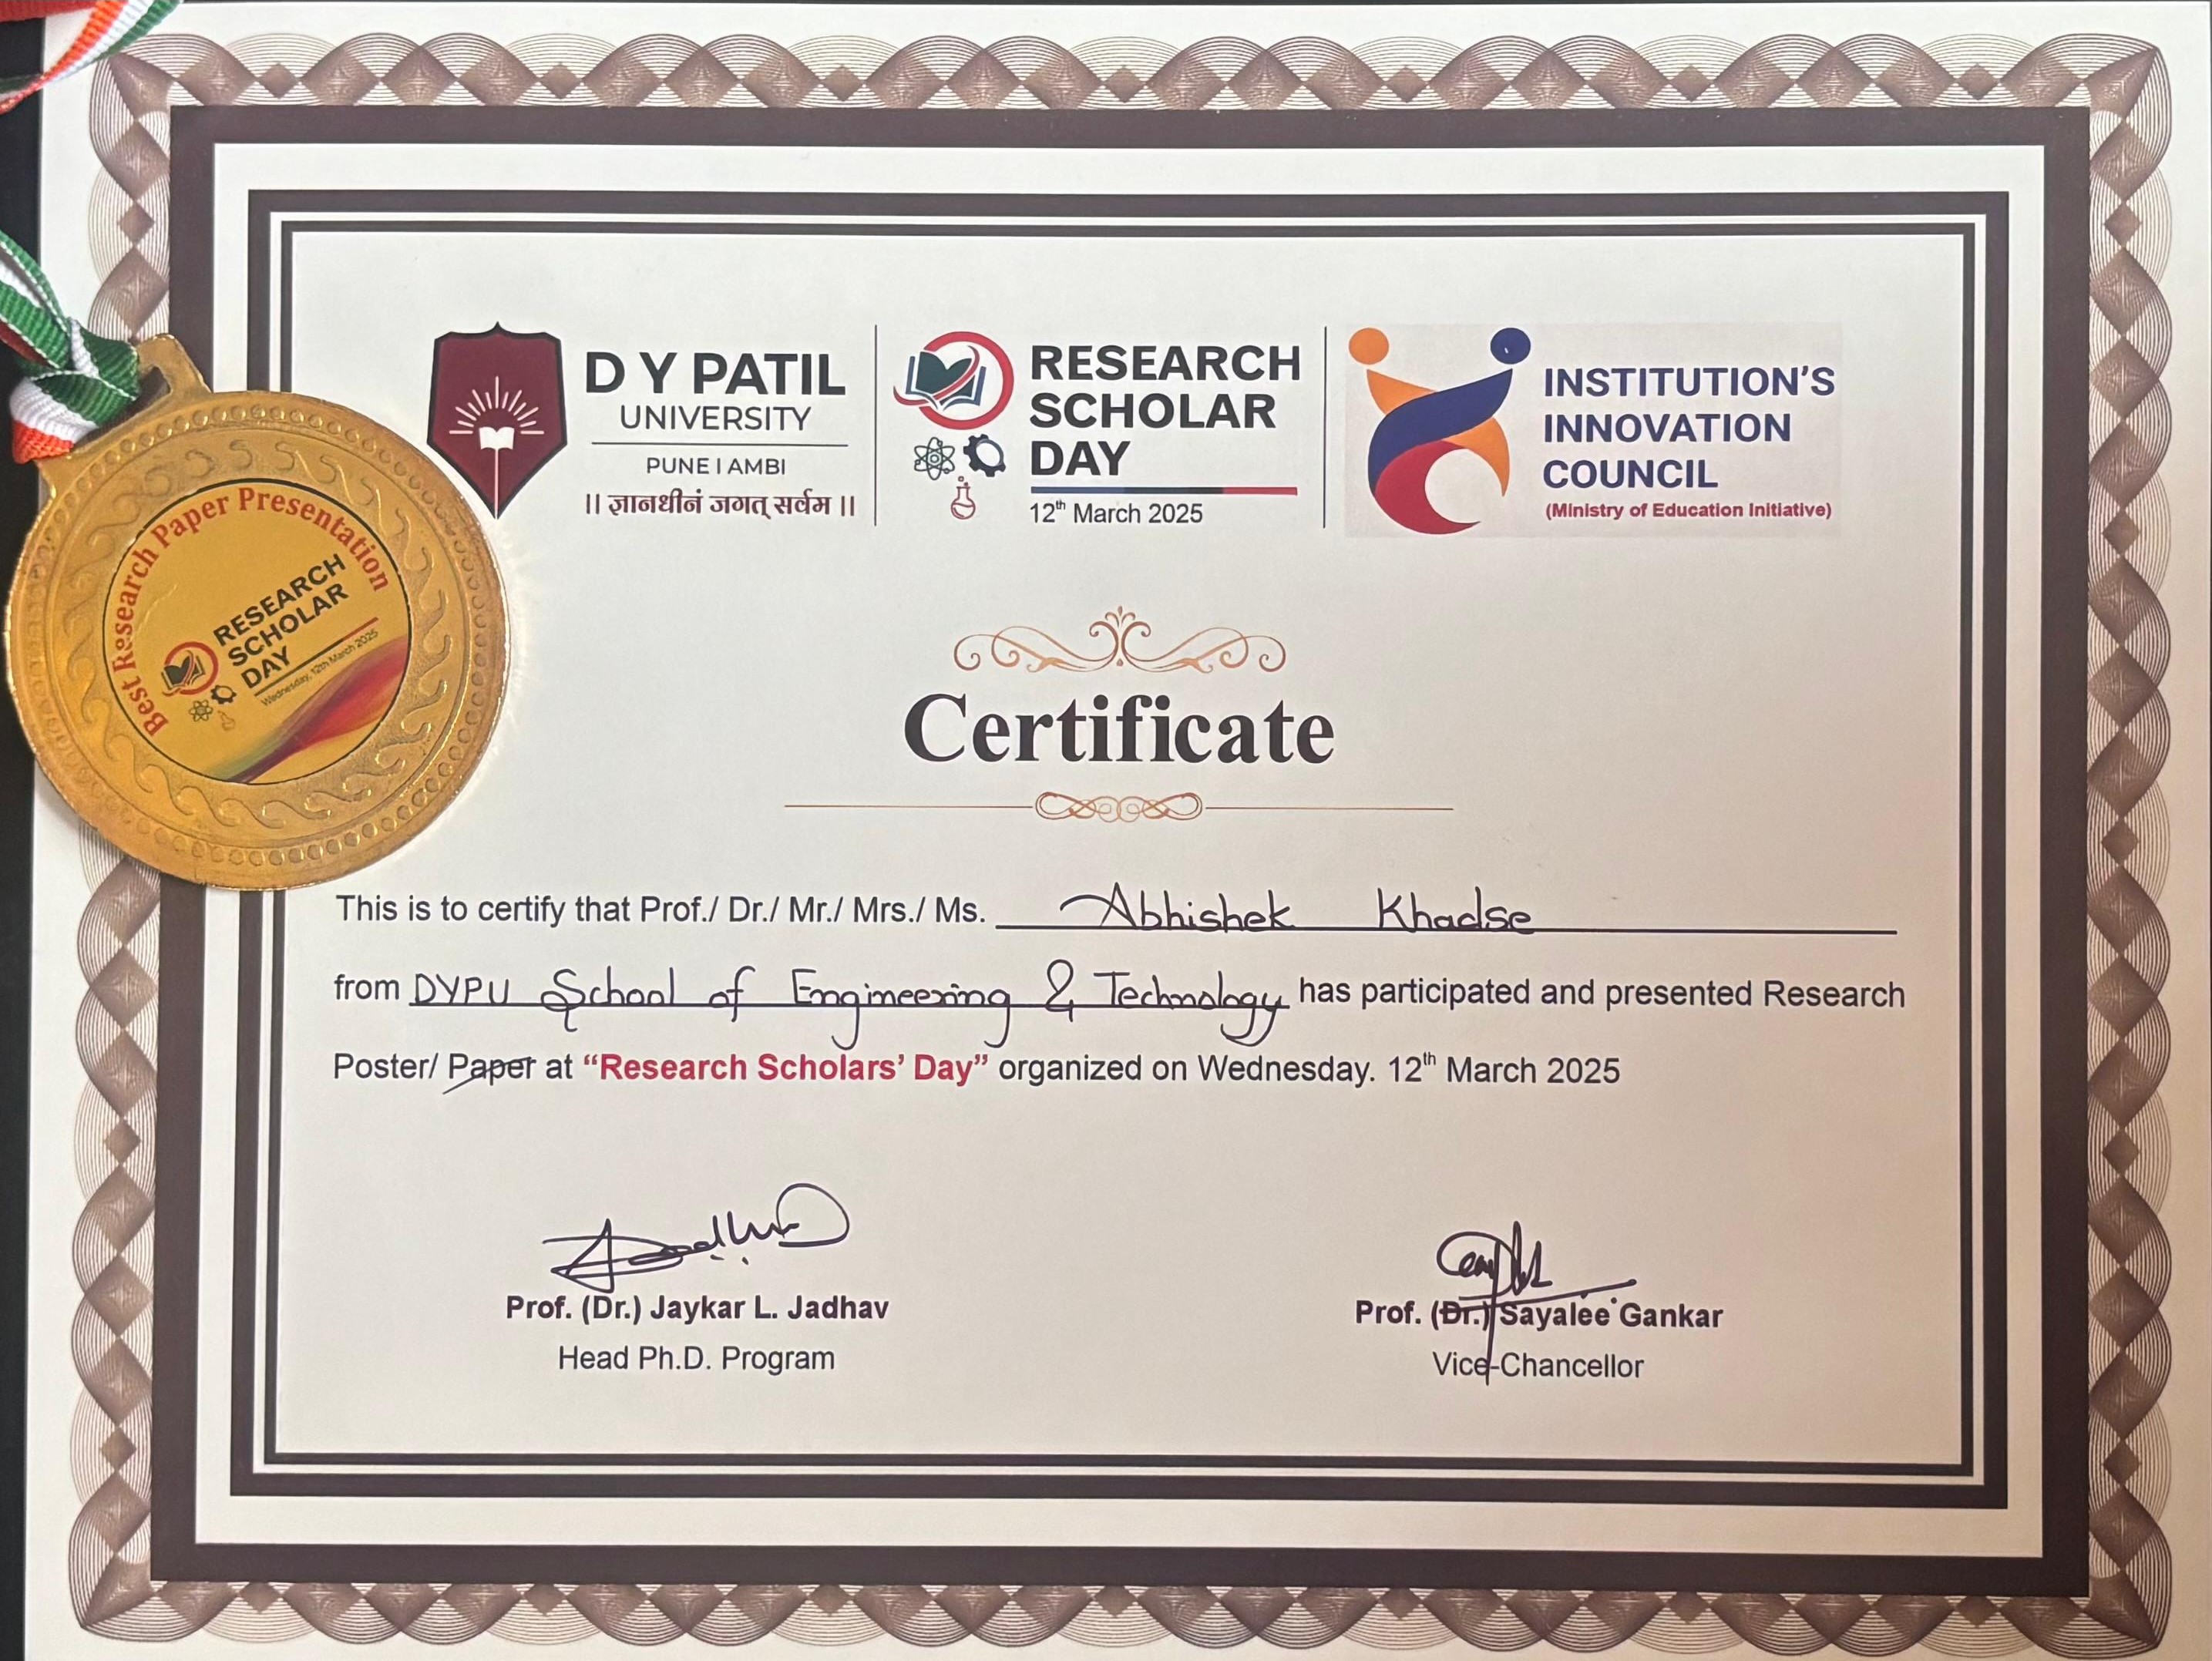 D Y PATIL
UNIVERSITY
PUNE | AMBI
|| ज्ञानधीनं जगत् सर्वम ||
RESEARCH
SCHOLAR
DAY
12th March 2025
INSTITUTION'S
INNOVATION
COUNCIL
(Ministry of Education Initiative)
Best Research Paper Presentation
RESEARCH
SCHOLAR
DAY
Wednesday, 12th March 2025
Certificate
This is to certify that Prof./ Dr./ Mr./ Mrs./ Ms. Abhishek Khadse
from DYPU School of Engineering & Technology has participated and presented Research
Poster/ Paper at “Research Scholars’ Day” organized on Wednesday. 12th March 2025
Prof. (Dr.) Jaykar L. Jadhav
Head Ph.D. Program
Prof. (Dr.) Sayalee Gankar
Vice-Chancellor